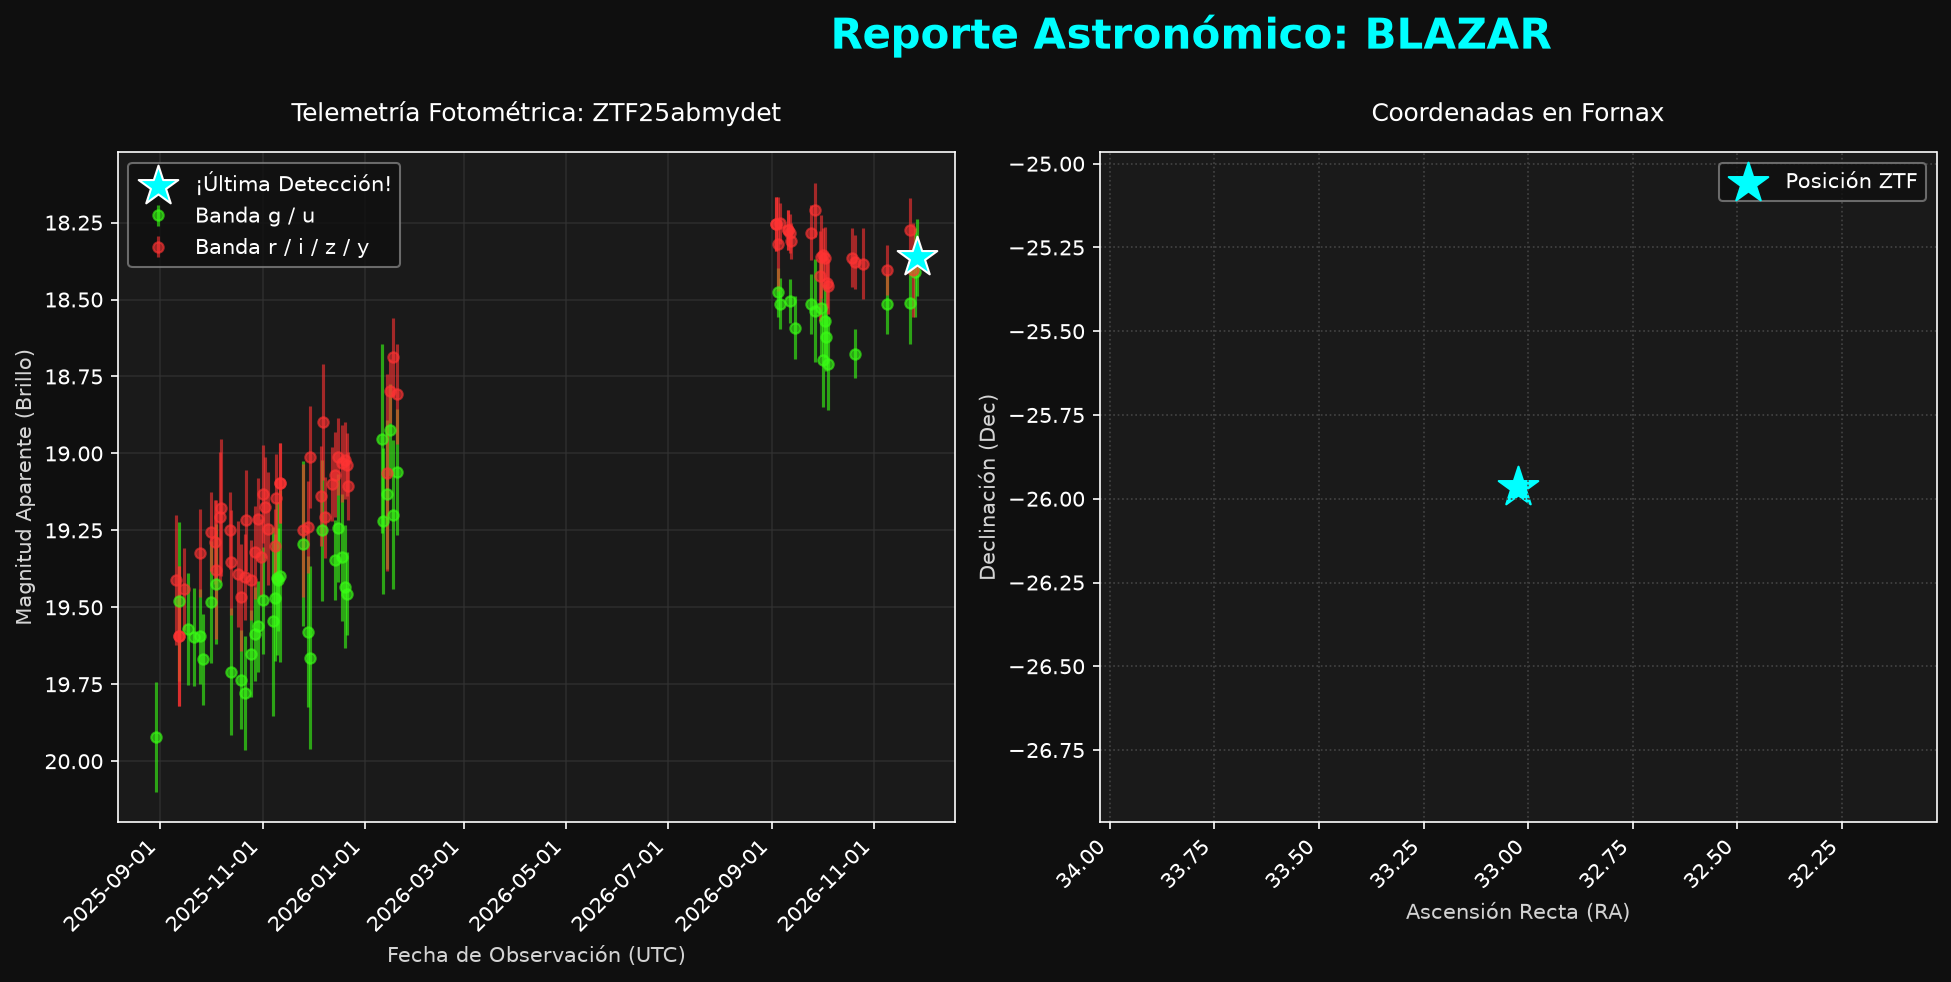 Reporte Astronómico: BLAZAR
Telemetría Fotométrica: ZTF25abmydet
¡Última Detección!
Banda g / u
Banda r / i / z / y
Magnitud Aparente (Brillo)
18.25
18.50
18.75
19.00
19.25
19.50
19.75
20.00
2025-09-01
2025-11-01
2026-01-01
2026-03-01
2026-05-01
2026-07-01
2026-09-01
2026-11-01
Fecha de Observación (UTC)
Coordenadas en Fornax
Posición ZTF
Declinación (Dec)
−25.00
−25.25
−25.50
−25.75
−26.00
−26.25
−26.50
−26.75
34.00
33.75
33.50
33.25
33.00
32.75
32.50
32.25
Ascensión Recta (RA)